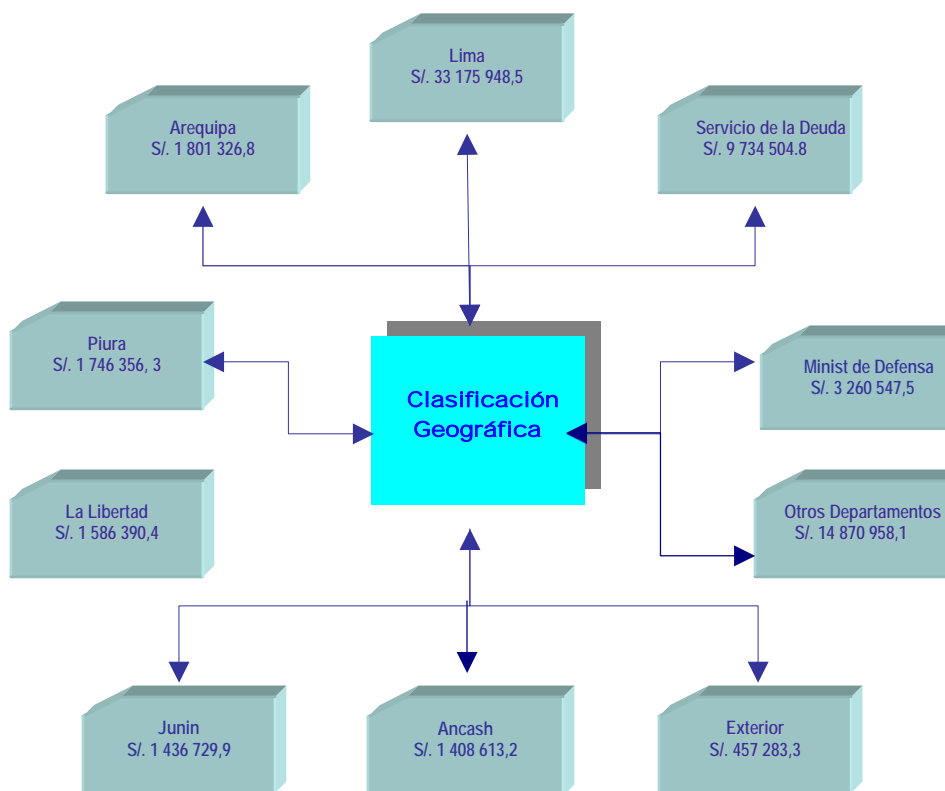 Lima
S/. 33 175 948,5
Arequipa
S/. 1 801 326,8
Servicio de la Deuda
S/. 9 734 504.8
Piura
S/. 1 746 356, 3
Clasificación
Geográfica
Minist de Defensa
S/. 3 260 547,5
La Libertad
S/. 1 586 390,4
Otros Departamentos
S/. 14 870 958,1
Junin
S/. 1 436 729,9
Ancash
S/. 1 408 613,2
Exterior
S/. 457 283,3